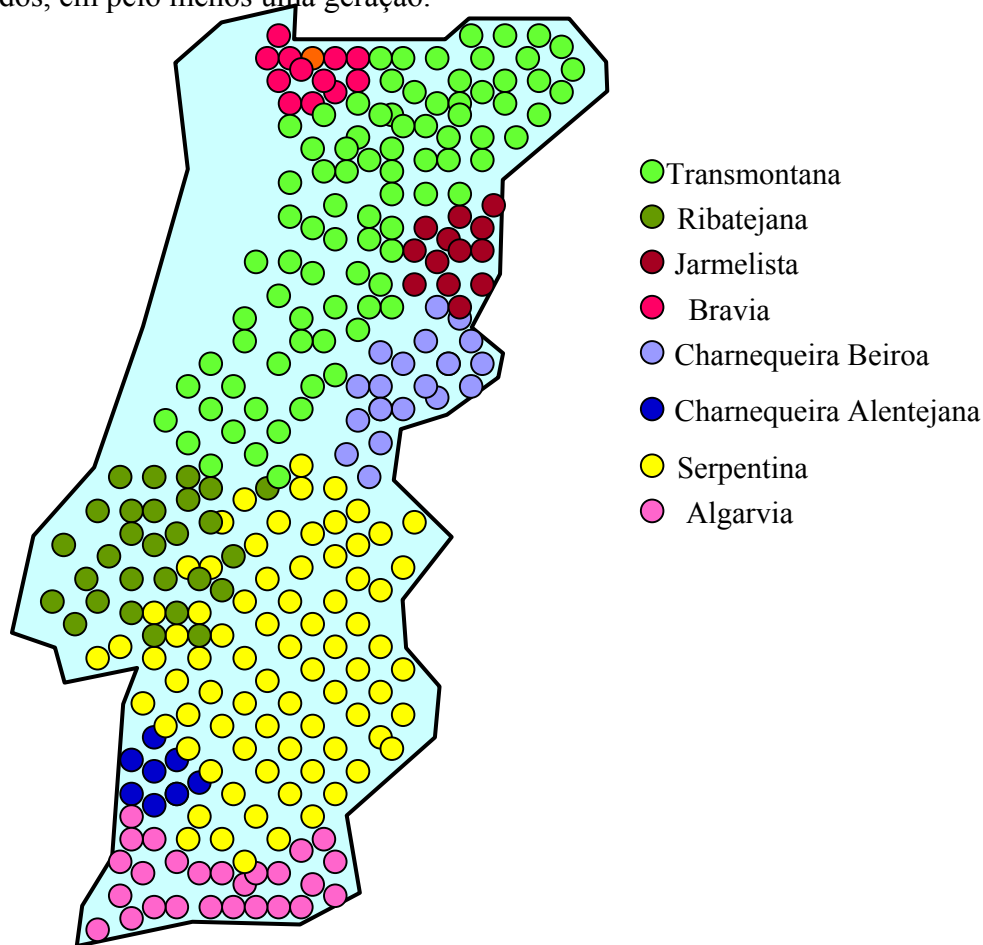 dos, em pelo menos uma geração.
Transmontana
Ribatejana
Jarmelista
Bravia
Charnequeira Beiroa
Charnequeira Alentejana
Serpentina
Algarvia